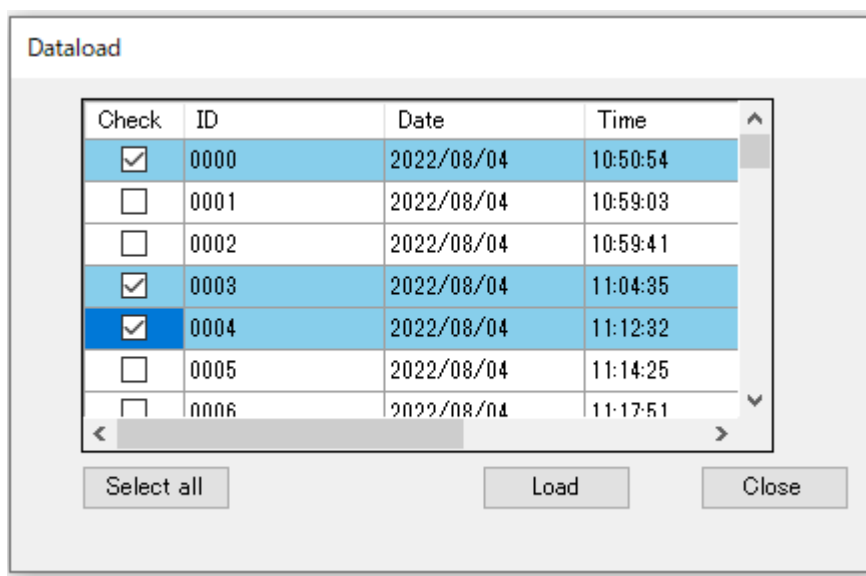 Dataload
Check ID Date Time
0000 2022/08/04 10:50:54
0001 2022/08/04 10:59:03
0002 2022/08/04 10:59:41
0003 2022/08/04 11:04:35
0004 2022/08/04 11:12:32
0005 2022/08/04 11:14:25
0006 2022/08/04 11:17:51
Select all Load Close